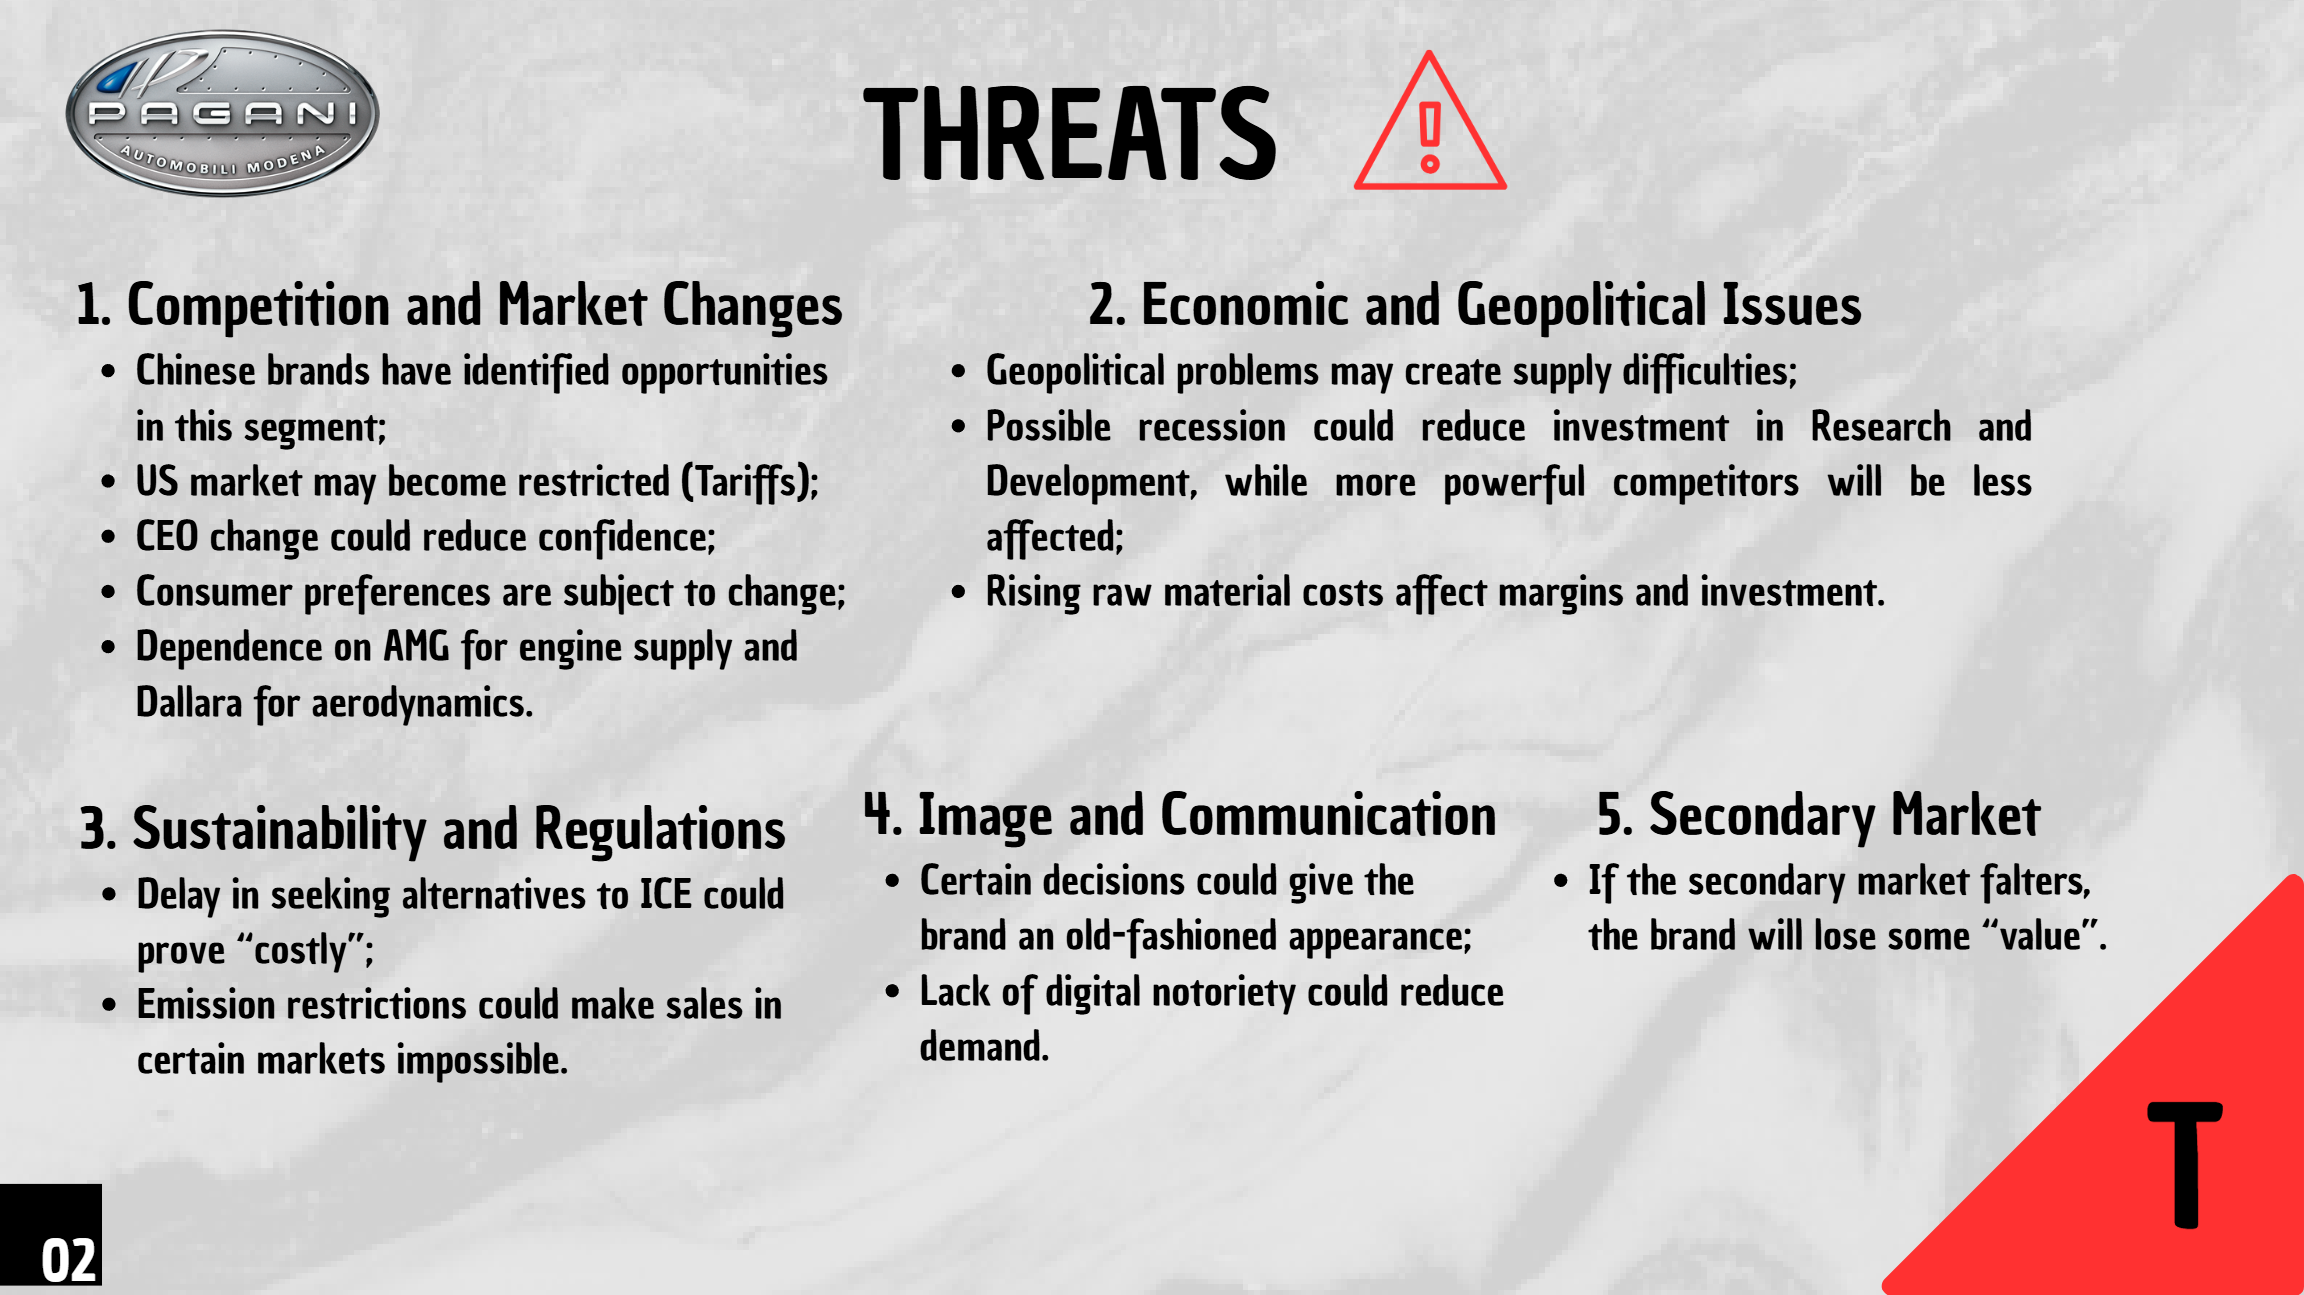 PAGANI
AUTOMOBILI MODENA
THREATS
1. Competition and Market Changes
• Chinese brands have identified opportunities
in this segment;
• US market may become restricted (Tariffs);
• CEO change could reduce confidence;
• Consumer preferences are subject to change;
• Dependence on AMG for engine supply and
Dallara for aerodynamics.
2. Economic and Geopolitical Issues
• Geopolitical problems may create supply difficulties;
• Possible recession could reduce investment in Research and
Development, while more powerful competitors will be less
affected;
• Rising raw material costs affect margins and investment.
3. Sustainability and Regulations
• Delay in seeking alternatives to ICE could
prove “costly”;
• Emission restrictions could make sales in
certain markets impossible.
4. Image and Communication
• Certain decisions could give the
brand an old-fashioned appearance;
• Lack of digital notoriety could reduce
demand.
5. Secondary Market
• If the secondary market falters,
the brand will lose some “value”.
T
02